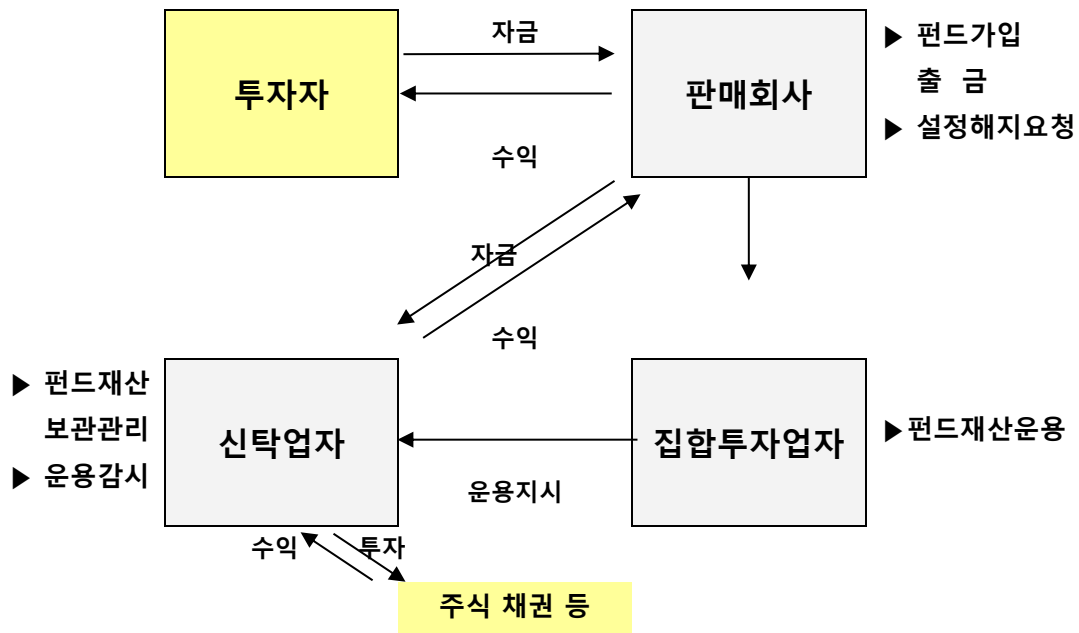 투자자
자금
수익
판매회사
▶ 펀드가입
출 금
▶ 설정해지요청
자금
수익
▶ 펀드재산
보관관리
▶ 운용감시
신탁업자
운용지시
집합투자업자
▶펀드재산운용
수익
투자
주식 채권 등